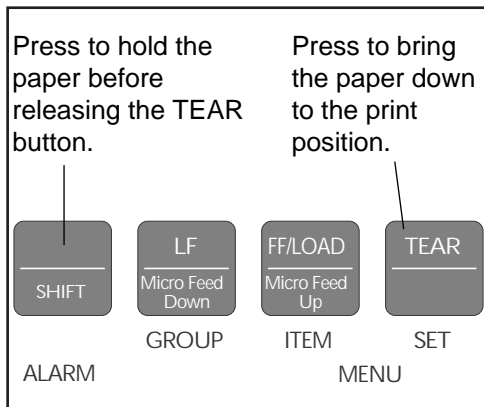 Press to hold the
paper before
releasing the TEAR
button.
Press to bring
the paper down
to the print
position.
SHIFT
LF
Micro Feed
Down
FF/LOAD
Micro Feed
Up
TEAR
GROUP
ITEM
SET
ALARM
MENU